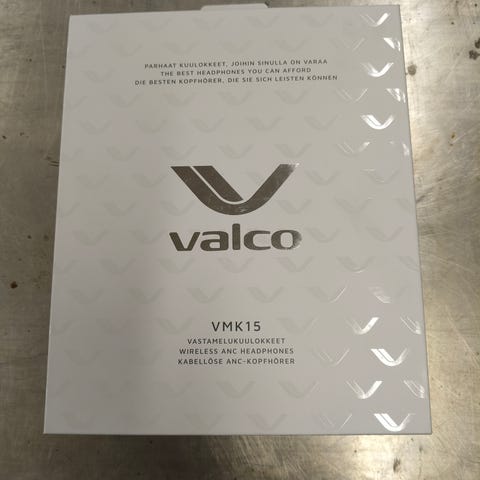 PARHAAT KUULOKKEET, JOIHIN SINULLA ON VARAA
THE BEST HEADPHONES YOU CAN AFFORD
DIE BESTEN KOPFHÖRER, DIE SIE SICH LEISTEN KÖNNEN
valco
VMK15
VASTAMELUKUULOKKEET
WIRELESS ANC HEADPHONES
KABELLÖSE ANC-KOPFHÖRER